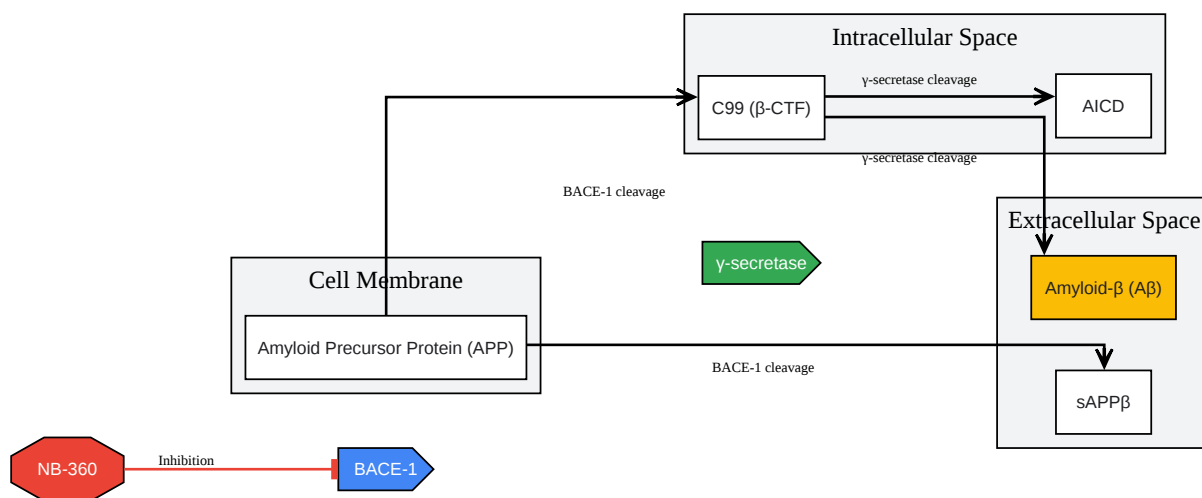 Intracellular Space
γ-secretase cleavage
C99 (β-CTF)
AICD
γ-secretase cleavage
BACE-1 cleavage
Extracellular Space
γ-secretase
Cell Membrane
Amyloid-β (Aβ)
Amyloid Precursor Protein (APP)
BACE-1 cleavage
sAPPβ
NB-360
Inhibition
BACE-1